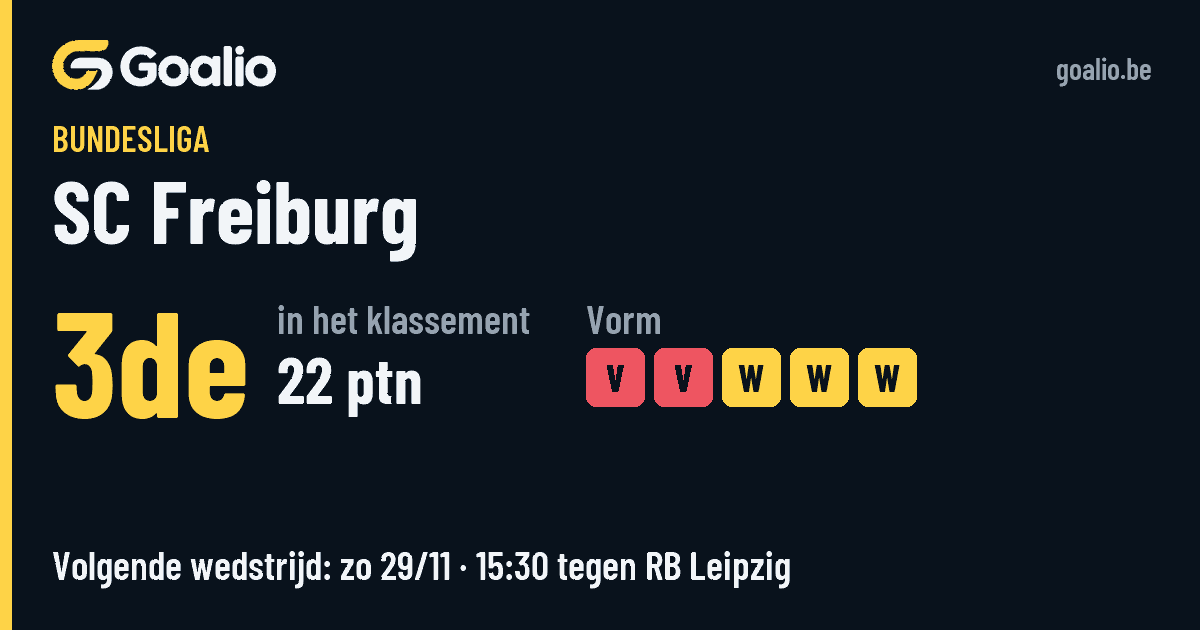 Goalio
goalio.be
BUNDESLIGA
SC Freiburg
3de
in het klassement
22 ptn
Vorm
V V W W W
Volgende wedstrijd: zo 29/11 · 15:30 tegen RB Leipzig